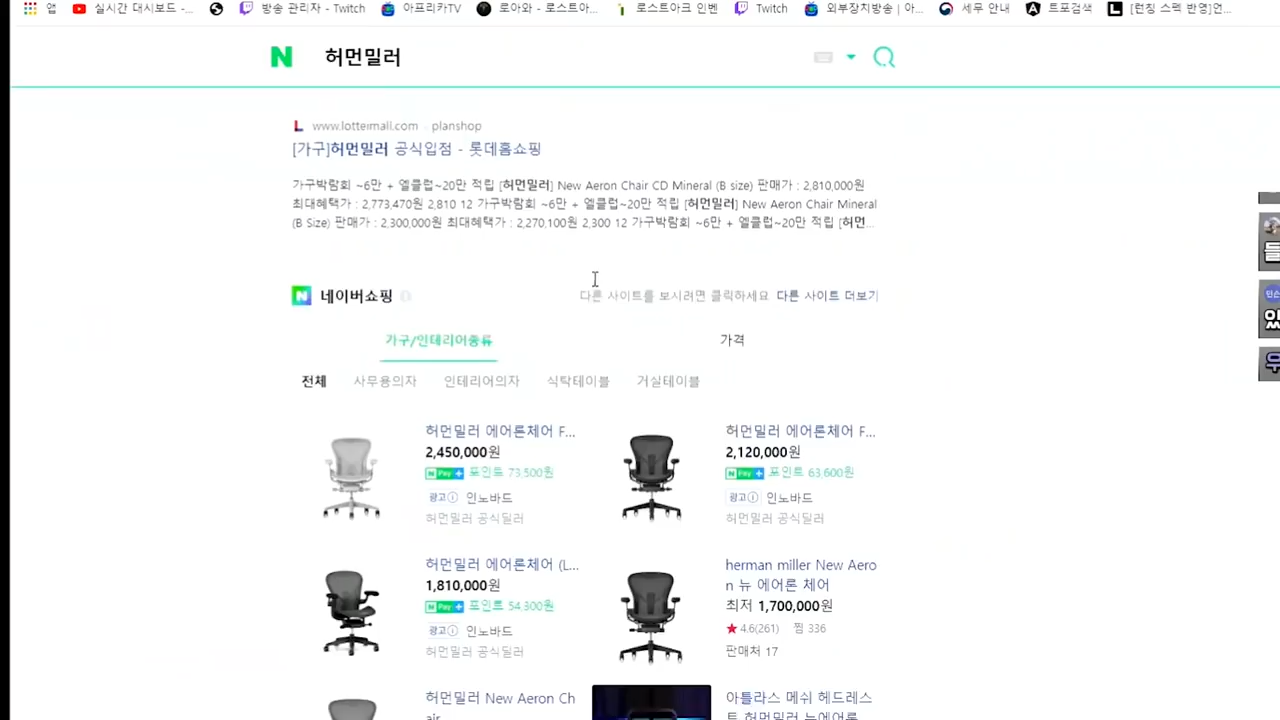 앱 실시간 대시보드 -... 방송 관리자 - Twitch 아프리카TV 로아와 - 로스트아... 로스트아크 인벤 Twitch 외부장치방송 | 아... 세무 안내 트포검색 [런칭 스펙 반영]언...
N 허먼밀러
www.lotteimall.com planshop
[가구]허먼밀러 공식입점 - 롯데홈쇼핑
가구박람회 ~6만 + 엘클럽~20만 적립 [허먼밀러] New Aeron Chair CD Mineral (B size) 판매가 : 2,810,000원
최대혜택가 : 2,773,470원 2,810 12 가구박람회 ~6만 + 엘클럽~20만 적립 [허먼밀러] New Aeron Chair Mineral
(B Size) 판매가 : 2,300,000원 최대혜택가 : 2,270,100원 2,300 12 가구박람회 ~6만 + 엘클럽~20만 적립 [허먼...
네이버쇼핑 다른 사이트를 보시려면 클릭하세요 다른 사이트 더보기
가구/인테리어종류 가격
전체 사무용의자 인테리어의자 식탁테이블 거실테이블
허먼밀러 에어론체어 F...
2,450,000원
N Pay + 포인트 73,500원
광고 인노바드
허먼밀러 공식딜러
허먼밀러 에어론체어 F...
2,120,000원
N Pay + 포인트 63,600원
광고 인노바드
허먼밀러 공식딜러
허먼밀러 에어론체어 (L...
1,810,000원
N Pay + 포인트 54,300원
광고 인노바드
허먼밀러 공식딜러
herman miller New Aero
n 뉴 에어론 체어
최저 1,700,000원
4.6(261) 찜 336
판매처 17
허먼밀러 New Aeron Ch
air
아틀라스 메쉬 헤드레스
트 허먼밀러 뉴에어론